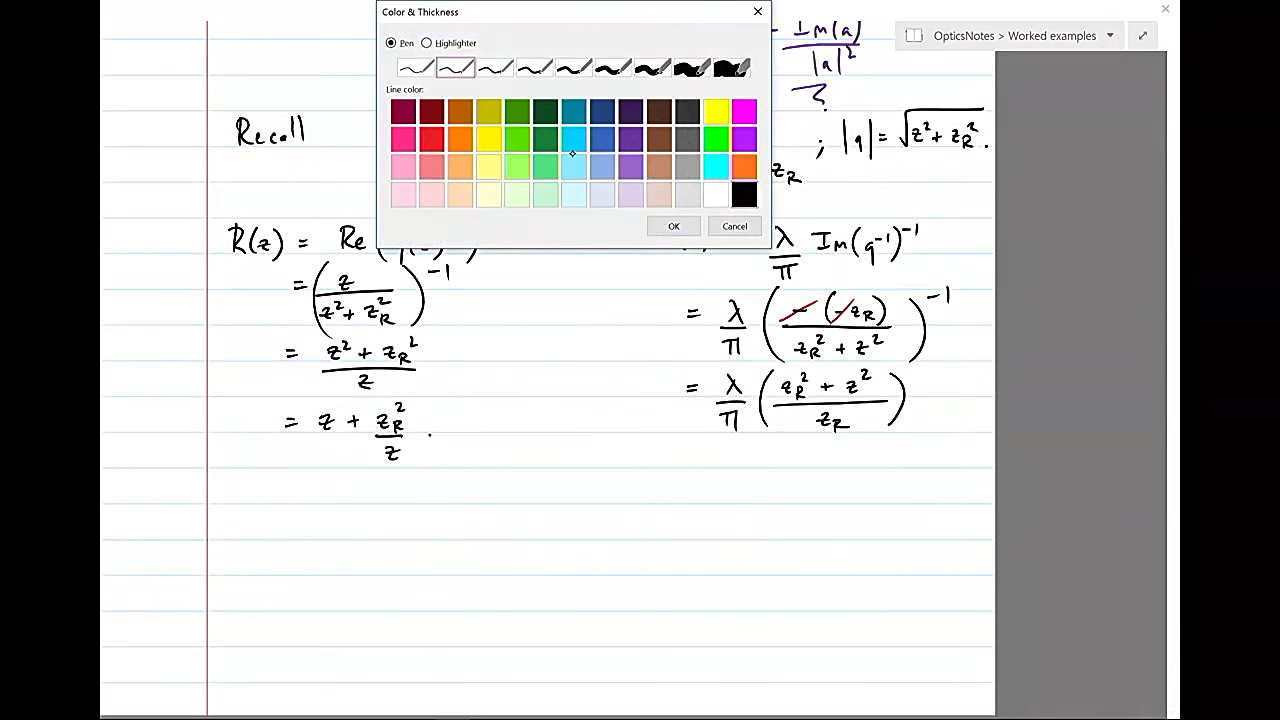 Color & Thickness
Pen Highlighter
Line color:
OK Cancel
OpticsNotes > Worked examples
- Im(a)
|a|²
?
Recall
; |q| = √z² + z_R² .
z_R
R(z) = Re
= (z / z² + z_R²)⁻¹
= z² + z_R² / z
= z + z_R² / z .
λ / π Im(q⁻¹)⁻¹
= λ / π (- (-z_R) / z_R² + z²)⁻¹
= λ / π (z_R² + z² / z_R)